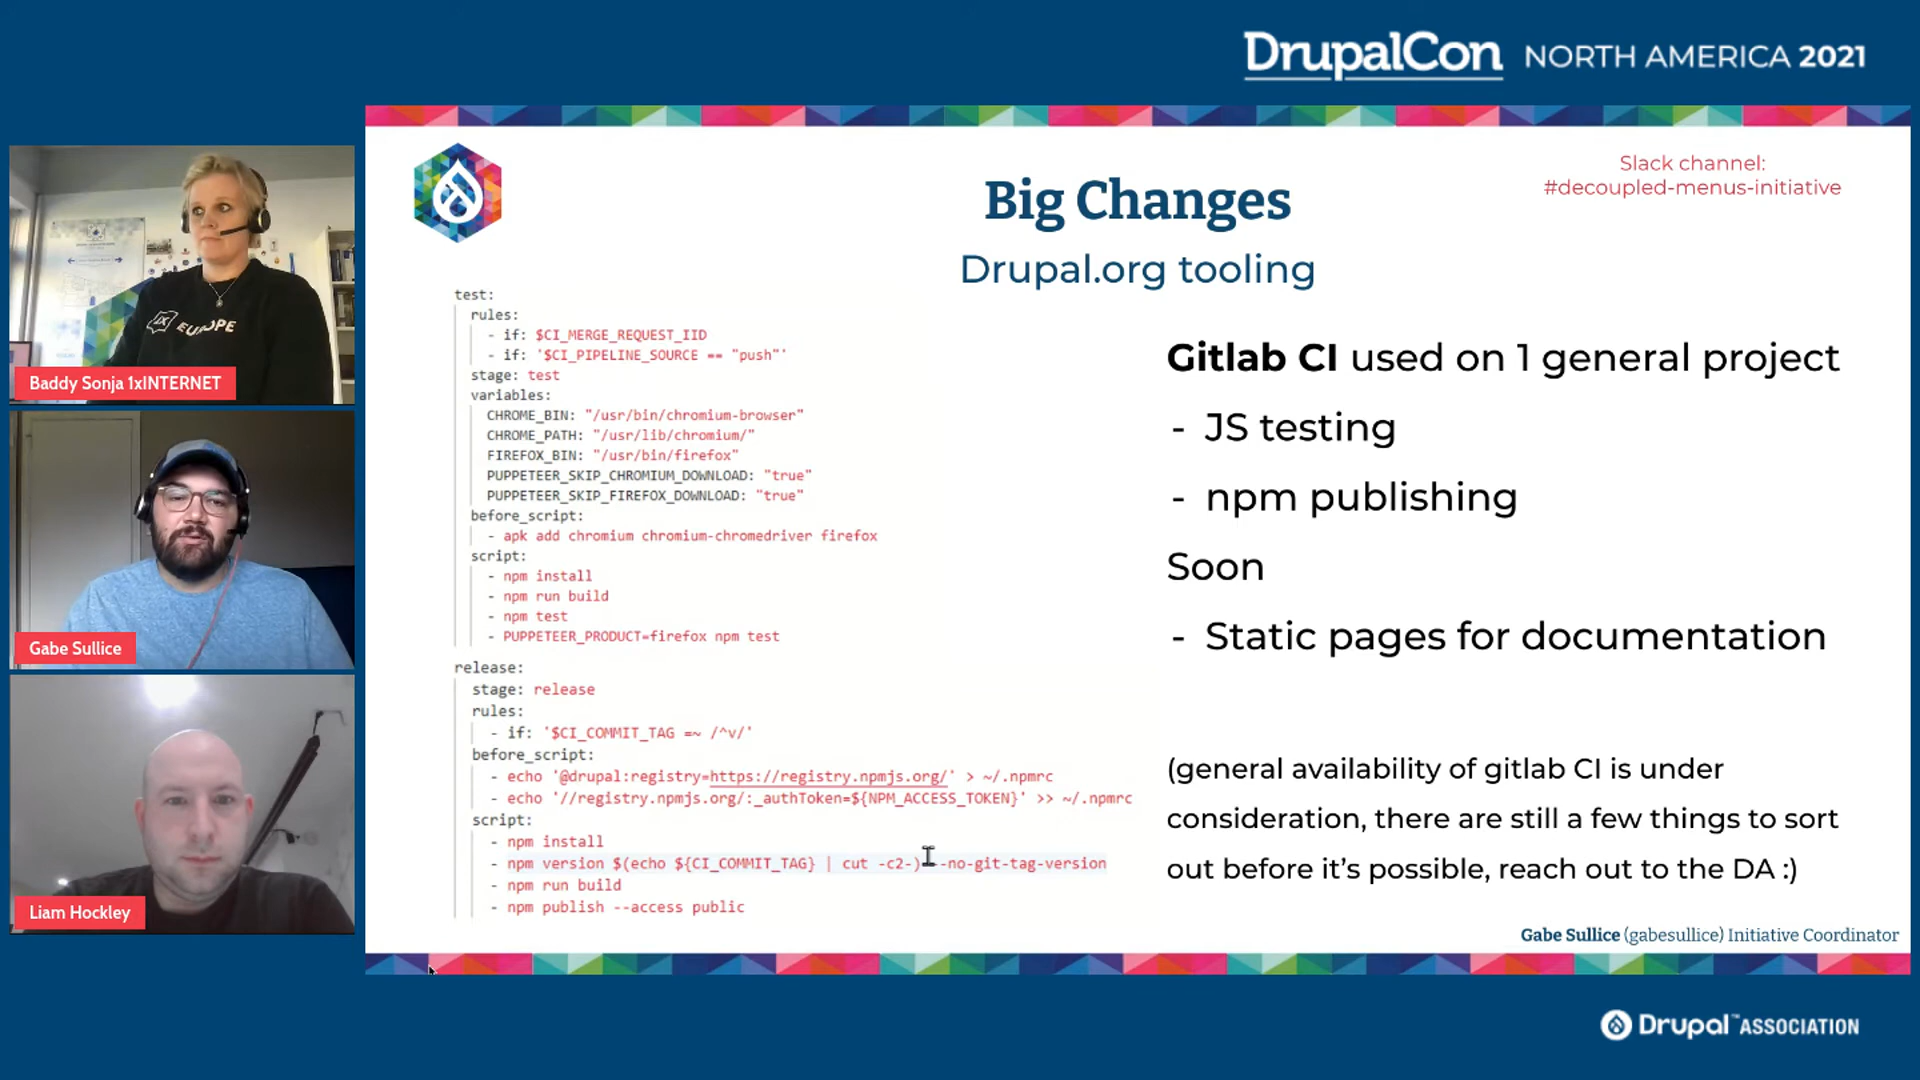 DrupalCon NORTH AMERICA 2021
Slack channel:
#decoupled-menus-initiative
Big Changes
Drupal.org tooling
test:
rules:
- if: $CI_MERGE_REQUEST_IID
- if: '$CI_PIPELINE_SOURCE == "push"'
stage: test
variables:
CHROME_BIN: "/usr/bin/chromium-browser"
CHROME_PATH: "/usr/lib/chromium/"
FIREFOX_BIN: "/usr/bin/firefox"
PUPPETEER_SKIP_CHROMIUM_DOWNLOAD: "true"
PUPPETEER_SKIP_FIREFOX_DOWNLOAD: "true"
before_script:
- apk add chromium chromium-chromedriver firefox
script:
- npm install
- npm run build
- npm test
- PUPPETEER_PRODUCT=firefox npm test
release:
stage: release
rules:
- if: '$CI_COMMIT_TAG =~ /^v/'
before_script:
- echo '@drupal:registry=https://registry.npmjs.org/' > ~/.npmrc
- echo '//registry.npmjs.org/:_authToken=${NPM_ACCESS_TOKEN}' >> ~/.npmrc
script:
- npm install
- npm version $(echo ${CI_COMMIT_TAG} | cut -c2-) --no-git-tag-version
- npm run build
- npm publish --access public
Gitlab CI used on 1 general project
- JS testing
- npm publishing
Soon
- Static pages for documentation
(general availability of gitlab CI is under
consideration, there are still a few things to sort
out before it's possible, reach out to the DA :)
Gabe Sullice (gabesullice) Initiative Coordinator
EUROPE
Baddy Sonja 1xINTERNET
Gabe Sullice
Liam Hockley
Drupal™ ASSOCIATION